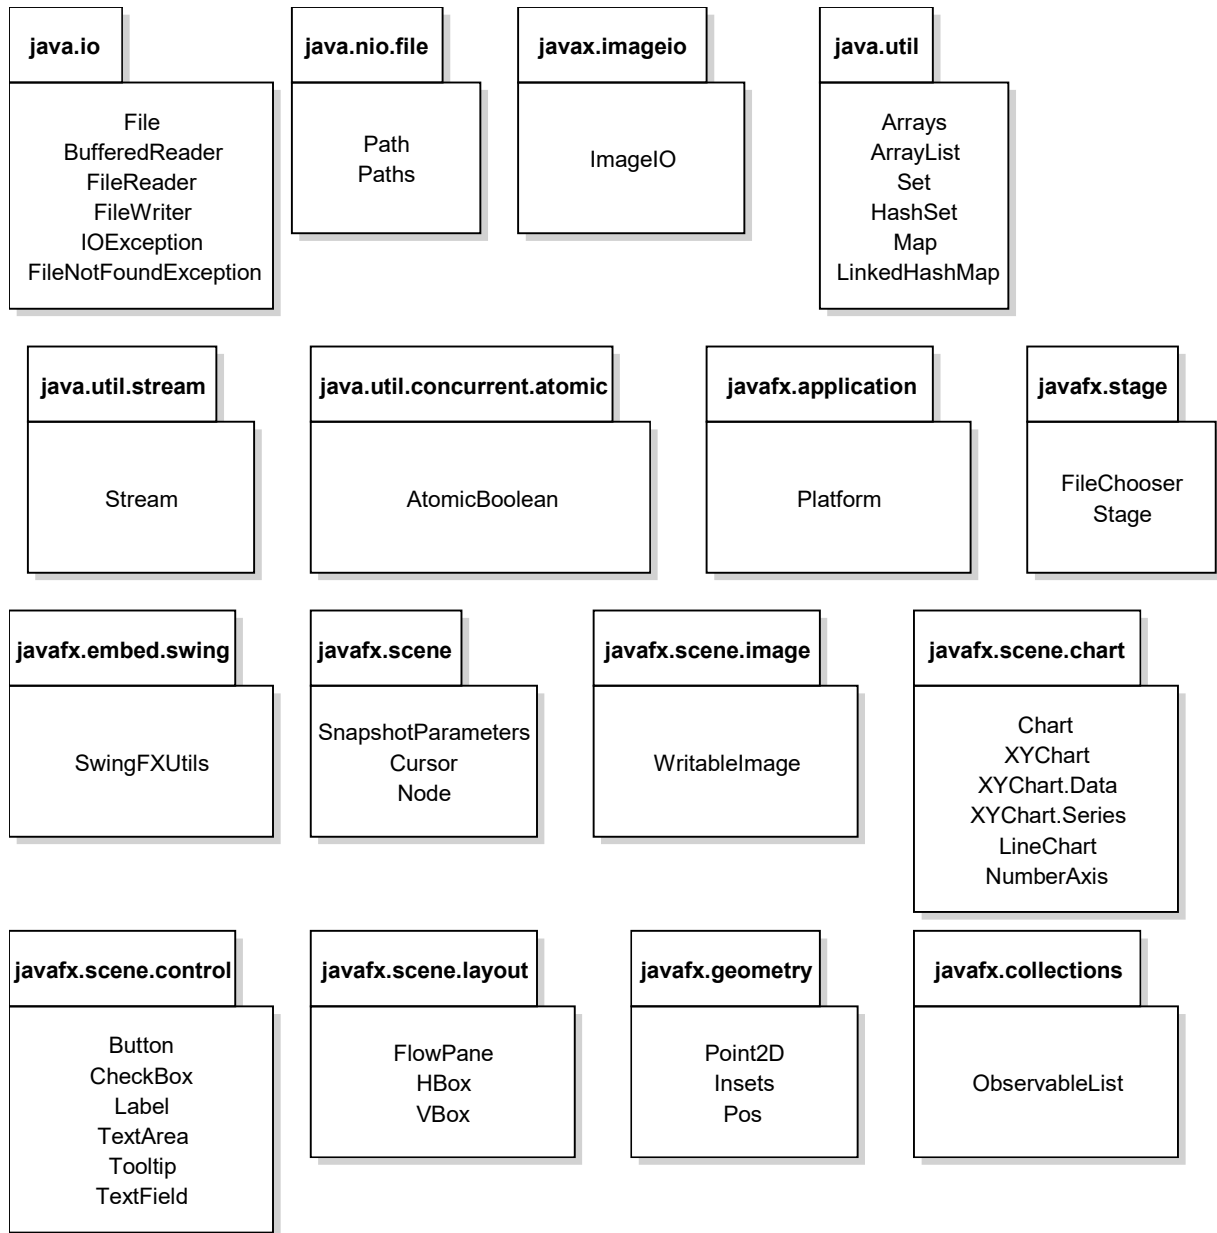 java.io
File
BufferedReader
FileReader
FileWriter
IOException
FileNotFoundException
java.nio.file
Path
Paths
javax.imageio
ImageIO
java.util
Arrays
ArrayList
Set
HashSet
Map
LinkedHashMap
java.util.stream
Stream
java.util.concurrent.atomic
AtomicBoolean
javafx.application
Platform
javafx.stage
FileChooser
Stage
javafx.embed.swing
SwingFXUtils
javafx.scene
SnapshotParameters
Cursor
Node
javafx.scene.image
WritableImage
javafx.scene.chart
Chart
XYChart
XYChart.Data
XYChart.Series
LineChart
NumberAxis
javafx.scene.control
Button
CheckBox
Label
TextArea
Tooltip
TextField
javafx.scene.layout
FlowPane
HBox
VBox
javafx.geometry
Point2D
Insets
Pos
javafx.collections
ObservableList